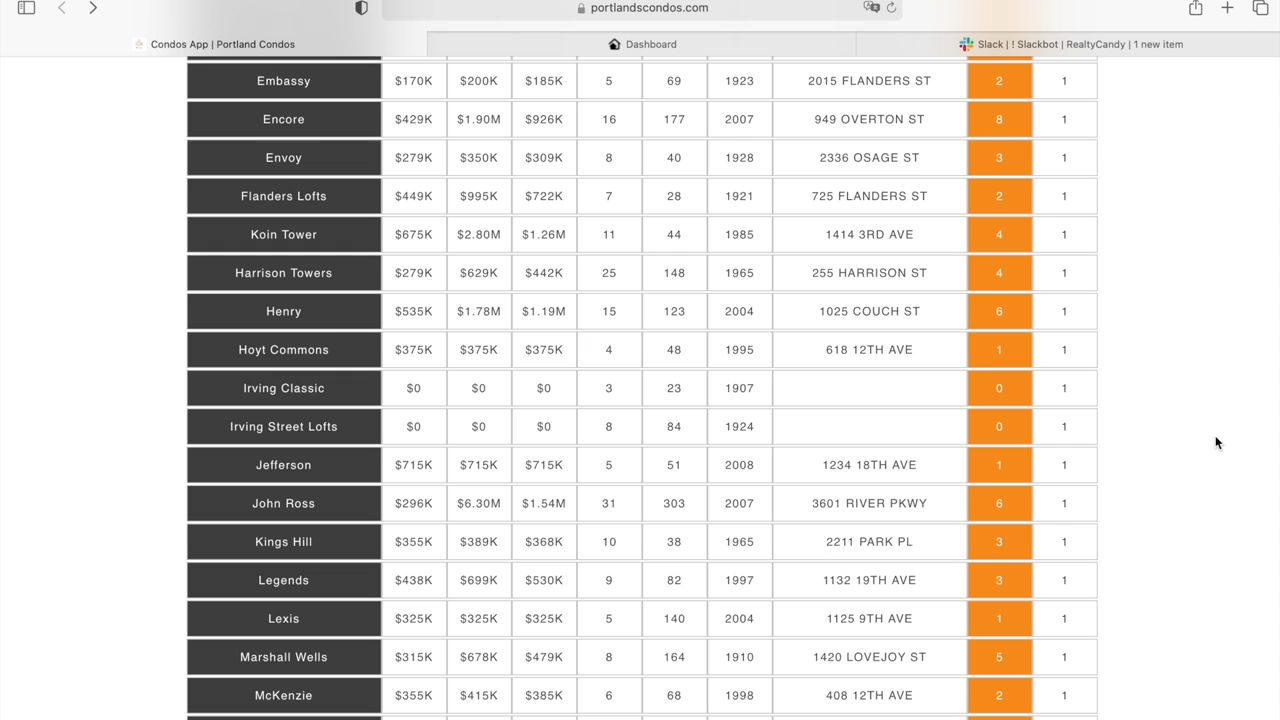 portlandscondos.com
Condos App | Portland Condos
Dashboard
Slack | ! Slackbot | RealtyCandy | 1 new item
Embassy $170K $200K $185K 5 69 1923 2015 FLANDERS ST 2 1
Encore $429K $1.90M $926K 16 177 2007 949 OVERTON ST 8 1
Envoy $279K $350K $309K 8 40 1928 2336 OSAGE ST 3 1
Flanders Lofts $449K $995K $722K 7 28 1921 725 FLANDERS ST 2 1
Koin Tower $675K $2.80M $1.26M 11 44 1985 1414 3RD AVE 4 1
Harrison Towers $279K $629K $442K 25 148 1965 255 HARRISON ST 4 1
Henry $535K $1.78M $1.19M 15 123 2004 1025 COUCH ST 6 1
Hoyt Commons $375K $375K $375K 4 48 1995 618 12TH AVE 1 1
Irving Classic $0 $0 $0 3 23 1907 0 1
Irving Street Lofts $0 $0 $0 8 84 1924 0 1
Jefferson $715K $715K $715K 5 51 2008 1234 18TH AVE 1 1
John Ross $296K $6.30M $1.54M 31 303 2007 3601 RIVER PKWY 6 1
Kings Hill $355K $389K $368K 10 38 1965 2211 PARK PL 3 1
Legends $438K $699K $530K 9 82 1997 1132 19TH AVE 3 1
Lexis $325K $325K $325K 5 140 2004 1125 9TH AVE 1 1
Marshall Wells $315K $678K $479K 8 164 1910 1420 LOVEJOY ST 5 1
McKenzie $355K $415K $385K 6 68 1998 408 12TH AVE 2 1